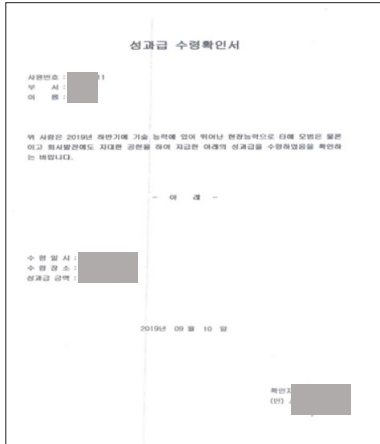 성과급 수령확인서
사원번호 : 11
부 서 :
이 름 :
위 사람은 2019년 하반기에 기술 능력에 있어 뛰어난 현장능력으로 타에 모범은 물론
이고 회사발전에도 지대한 공헌을 하여 지급한 아래의 성과급을 수령하였음을 확인하
는 바입니다.
- 아 래 -
수 령 일 시 :
수 령 장 소 :
성과급 금액 :
2019년 09 월 10 일
확인자
(인)